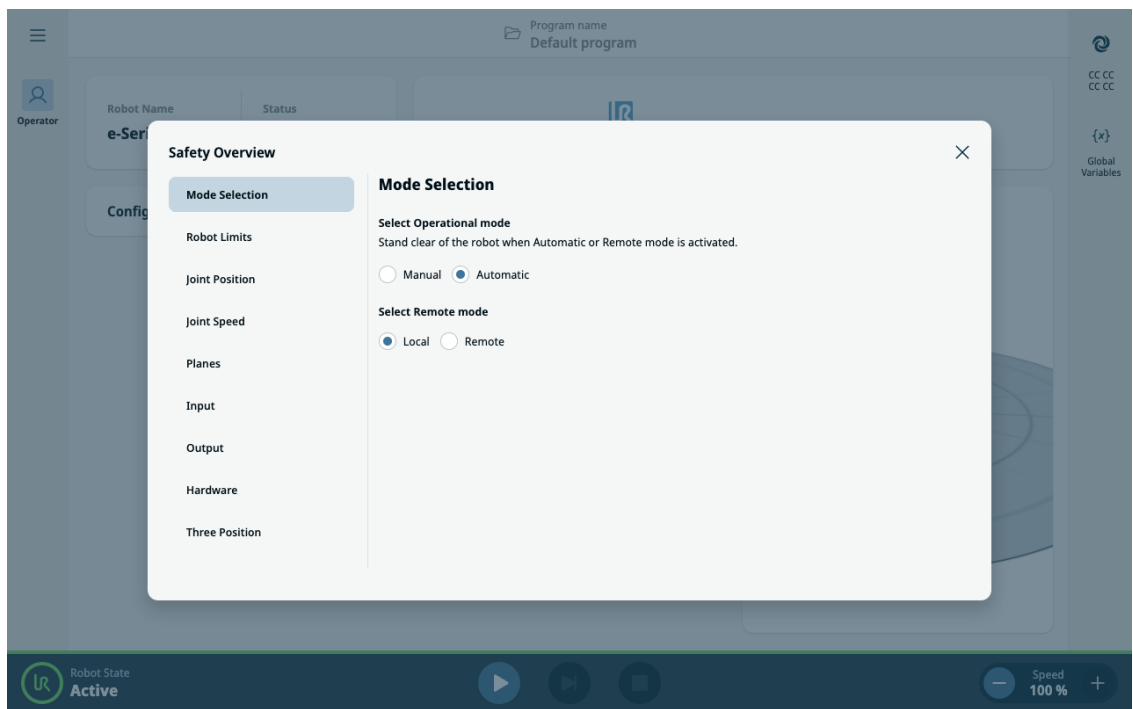 Program name
Default program
Operator
Robot Name
Status
e-Seri
Config
CC CC
CC CC
{x}
Global
Variables
Safety Overview
Mode Selection
Robot Limits
Joint Position
Joint Speed
Planes
Input
Output
Hardware
Three Position
Mode Selection
Select Operational mode
Stand clear of the robot when Automatic or Remote mode is activated.
Manual Automatic
Select Remote mode
Local Remote
Robot State
Active
Speed
100 %